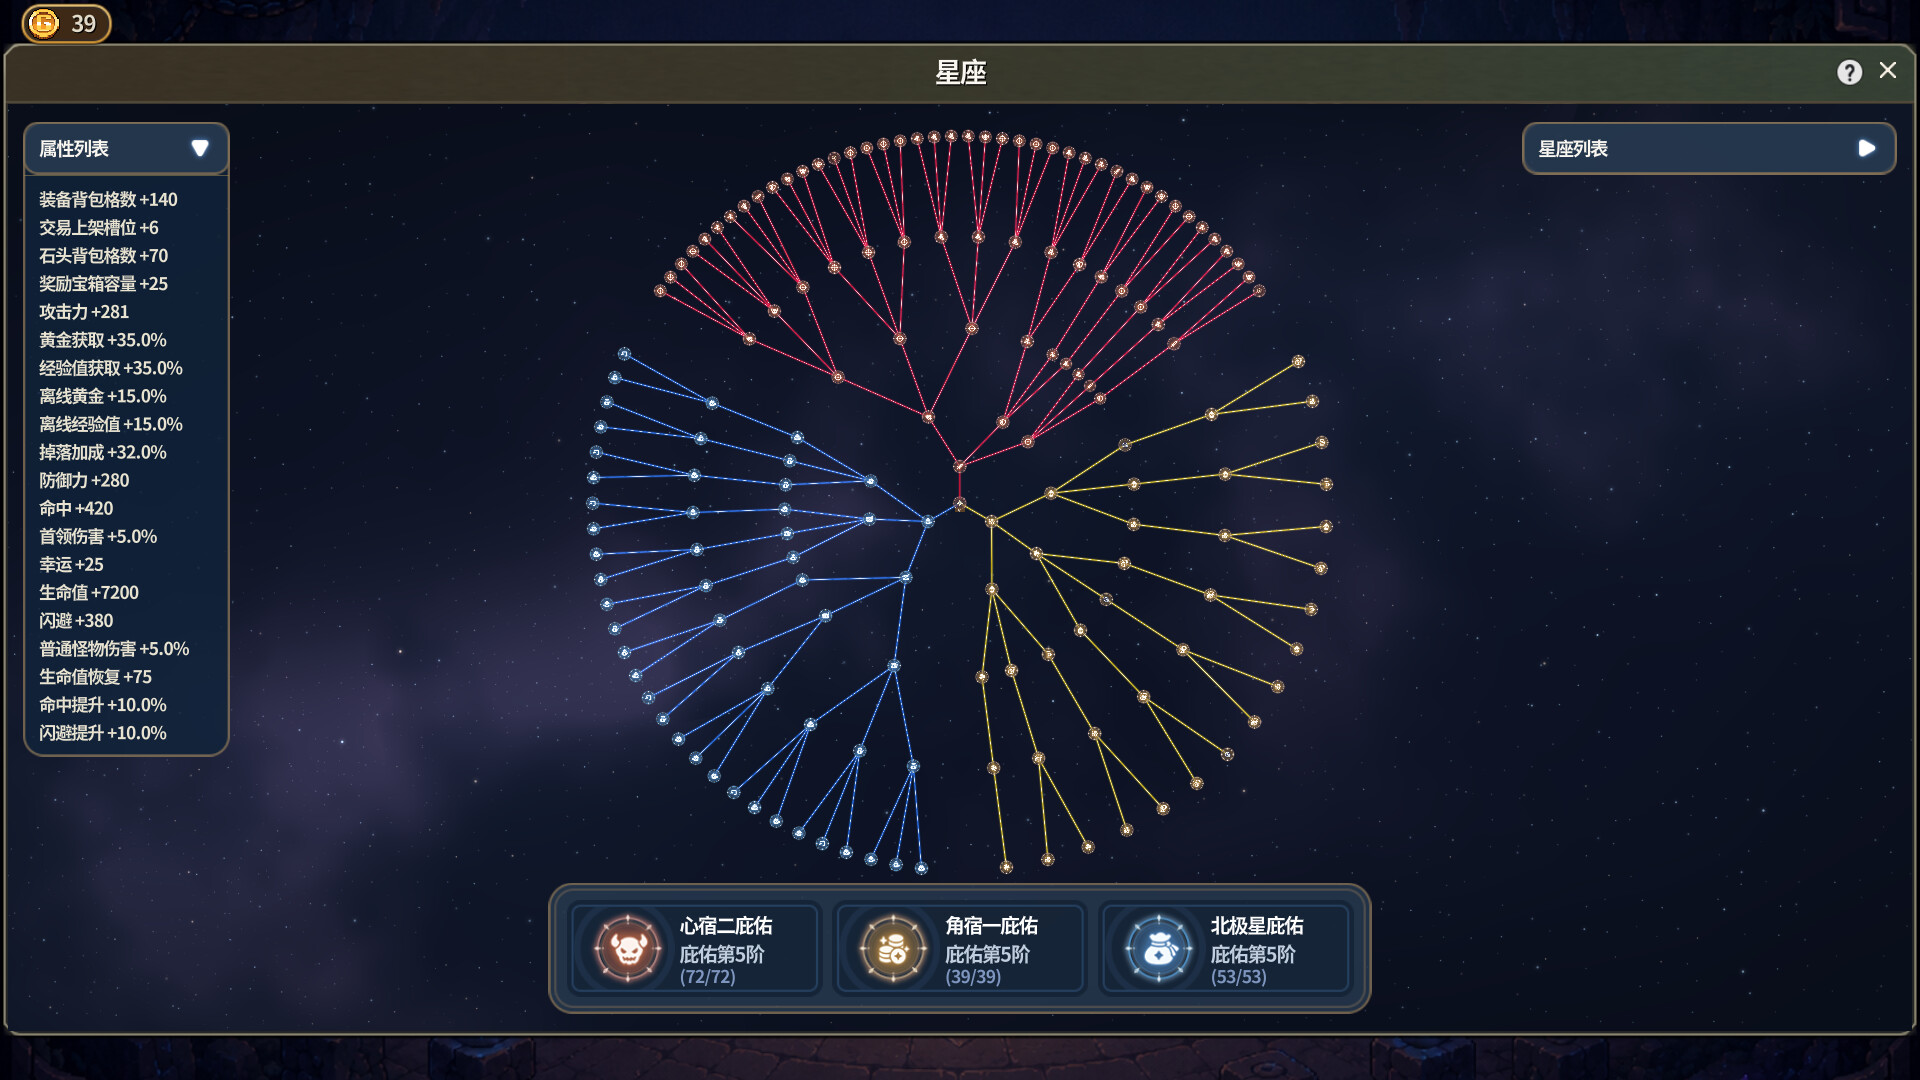 39
星座
?
属性列表
装备背包格数 +140
交易上架槽位 +6
石头背包格数 +70
奖励宝箱容量 +25
攻击力 +281
黄金获取 +35.0%
经验值获取 +35.0%
离线黄金 +15.0%
离线经验值 +15.0%
掉落加成 +32.0%
防御力 +280
命中 +420
首领伤害 +5.0%
幸运 +25
生命值 +7200
闪避 +380
普通怪物伤害 +5.0%
生命值恢复 +75
命中提升 +10.0%
闪避提升 +10.0%
星座列表
心宿二庇佑
庇佑第5阶
(72/72)
角宿一庇佑
庇佑第5阶
(39/39)
北极星庇佑
庇佑第5阶
(53/53)